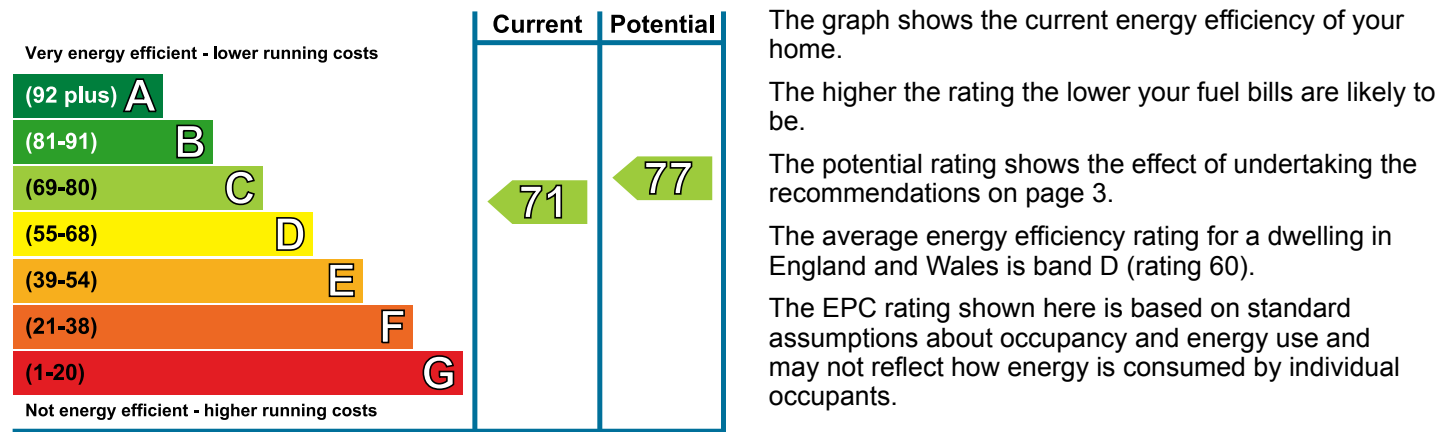 Current Potential
Very energy efficient - lower running costs
(92 plus) A
(81-91) B
(69-80) C
(55-68) D
(39-54) E
(21-38) F
(1-20) G
Not energy efficient - higher running costs
71
77
The graph shows the current energy efficiency of your
home.
The higher the rating the lower your fuel bills are likely to
be.
The potential rating shows the effect of undertaking the
recommendations on page 3.
The average energy efficiency rating for a dwelling in
England and Wales is band D (rating 60).
The EPC rating shown here is based on standard
assumptions about occupancy and energy use and
may not reflect how energy is consumed by individual
occupants.